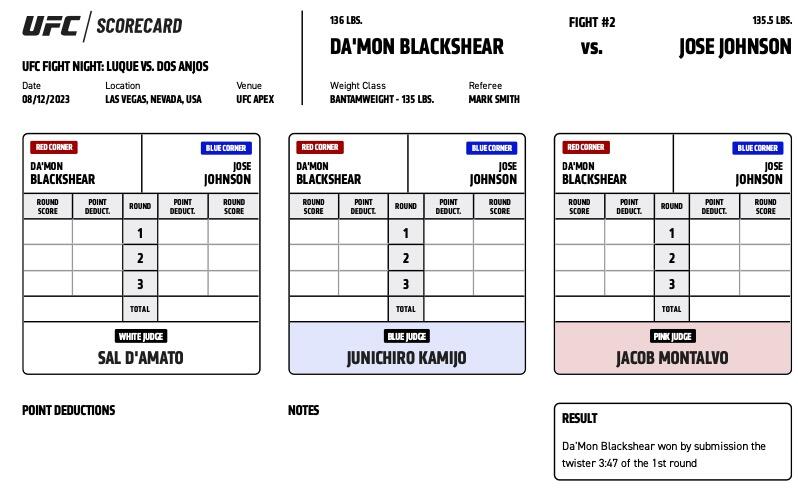 UFC / SCORECARD
UFC FIGHT NIGHT: LUQUE VS. DOS ANJOS
Date Location Venue
08/12/2023 LAS VEGAS, NEVADA, USA UFC APEX
136 LBS. FIGHT #2 135.5 LBS.
DA'MON BLACKSHEAR VS. JOSE JOHNSON
Weight Class Referee
BANTAMWEIGHT - 135 LBS. MARK SMITH
RED CORNER BLUE CORNER
DA'MON JOSE
BLACKSHEAR JOHNSON
ROUND POINT ROUND POINT ROUND
SCORE DEDUCT. DEDUCT. SCORE
1
2
3
TOTAL
WHITE JUDGE
SAL D'AMATO
RED CORNER BLUE CORNER
DA'MON JOSE
BLACKSHEAR JOHNSON
ROUND POINT ROUND POINT ROUND
SCORE DEDUCT. DEDUCT. SCORE
1
2
3
TOTAL
BLUE JUDGE
JUNICHIRO KAMIJO
RED CORNER BLUE CORNER
DA'MON JOSE
BLACKSHEAR JOHNSON
ROUND POINT ROUND POINT ROUND
SCORE DEDUCT. DEDUCT. SCORE
1
2
3
TOTAL
PINK JUDGE
JACOB MONTALVO
POINT DEDUCTIONS
NOTES
RESULT
Da'Mon Blackshear won by submission the
twister 3:47 of the 1st round